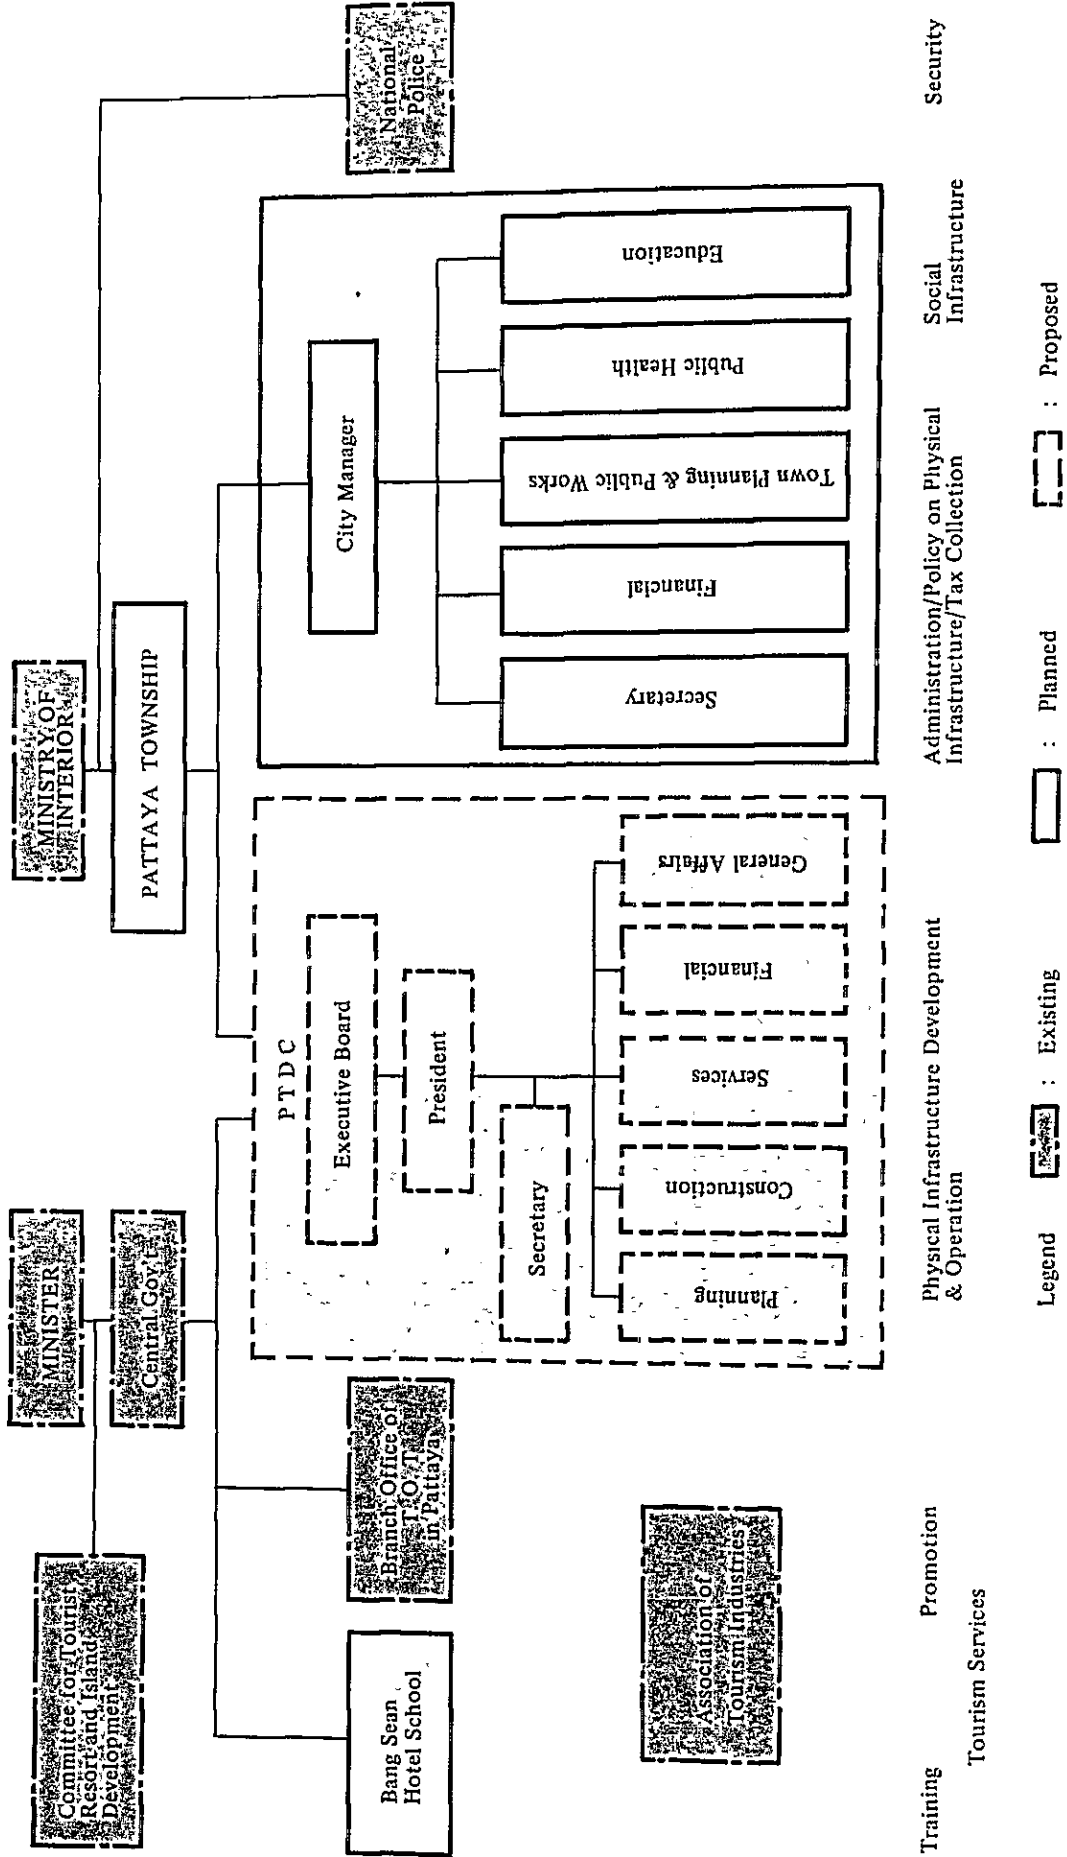 Committee for Tourist
Resort and Island
Development
MINISTER
Central Gov't.
MINISTRY OF
INTERIOR
PATTAYA TOWNSHIP
Bang Sean
Hotel School
Branch Office of
T O T
in Pattaya
National
Police
P T D C
Executive Board
President
Secretary
Planning
Construction
Services
Financial
General Affairs
City Manager
Secretary
Financial
Town Planning & Public Works
Public Health
Education
Association of
Tourism Industries
Training
Promotion
Tourism Services
Physical Infrastructure Development
& Operation
Administration/Policy on Physical
Infrastructure/Tax Collection
Social
Infrastructure
Security
Legend
: Existing
: Planned
: Proposed